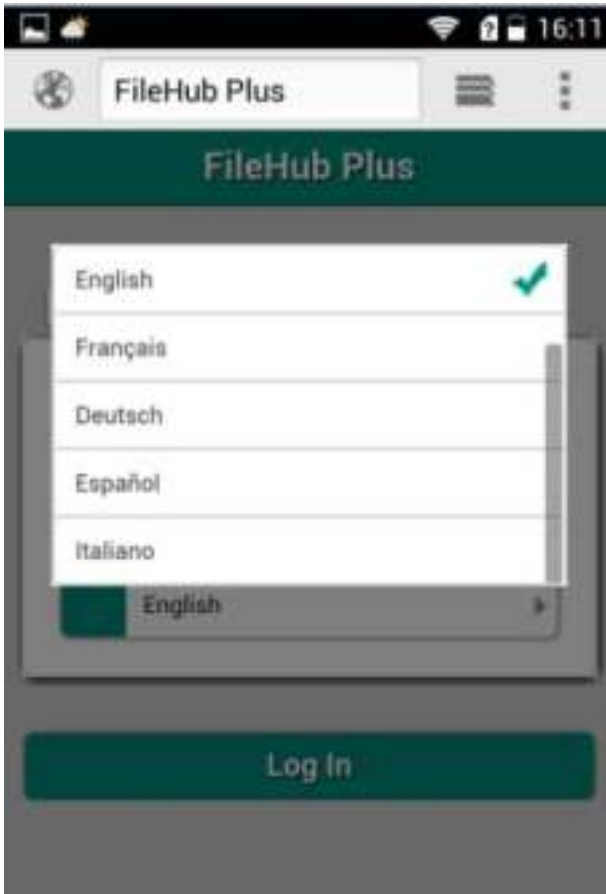 16:11
FileHub Plus
FileHub Plus
English
Français
Deutsch
Español
Italiano
English
Log In